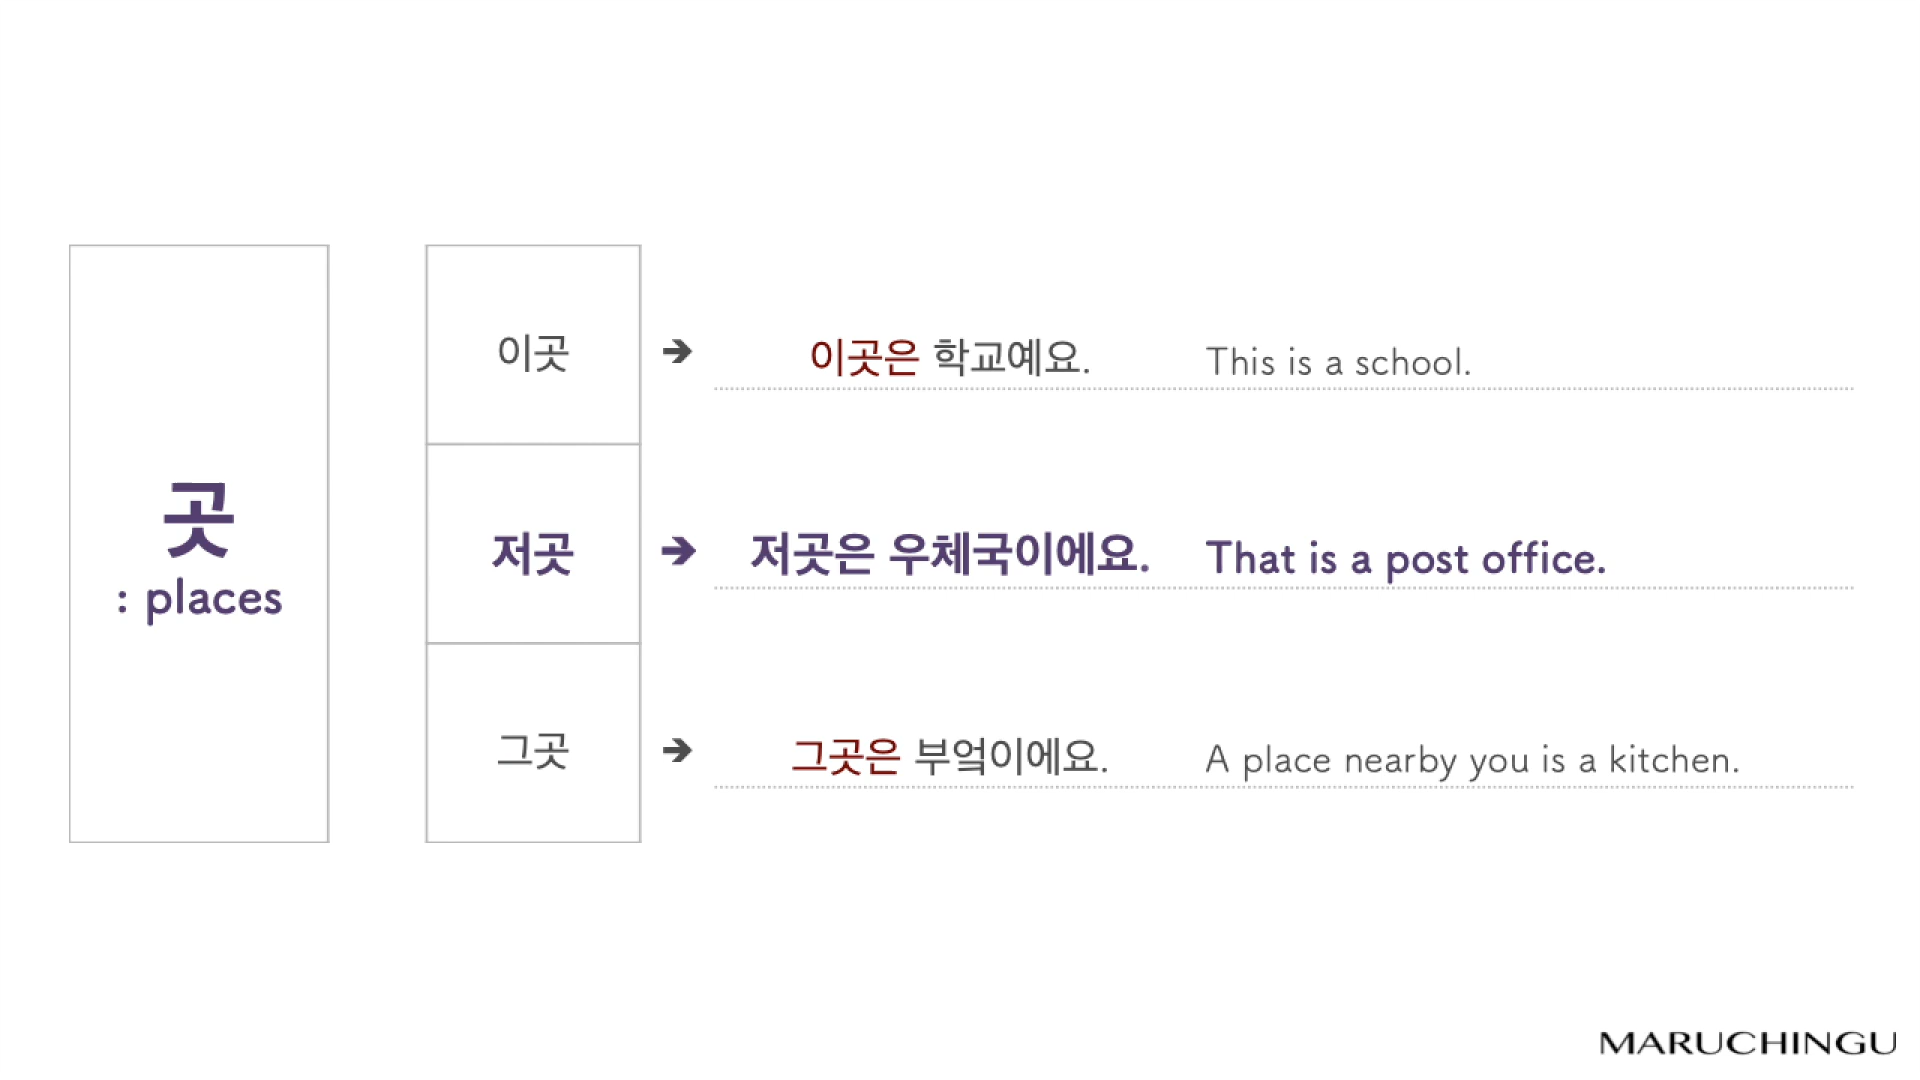 곳
: places
이곳
➔
이곳은 학교예요.
This is a school.
저곳
➔
저곳은 우체국이에요.
That is a post office.
그곳
➔
그곳은 부엌이에요.
A place nearby you is a kitchen.
MARUCHINGU